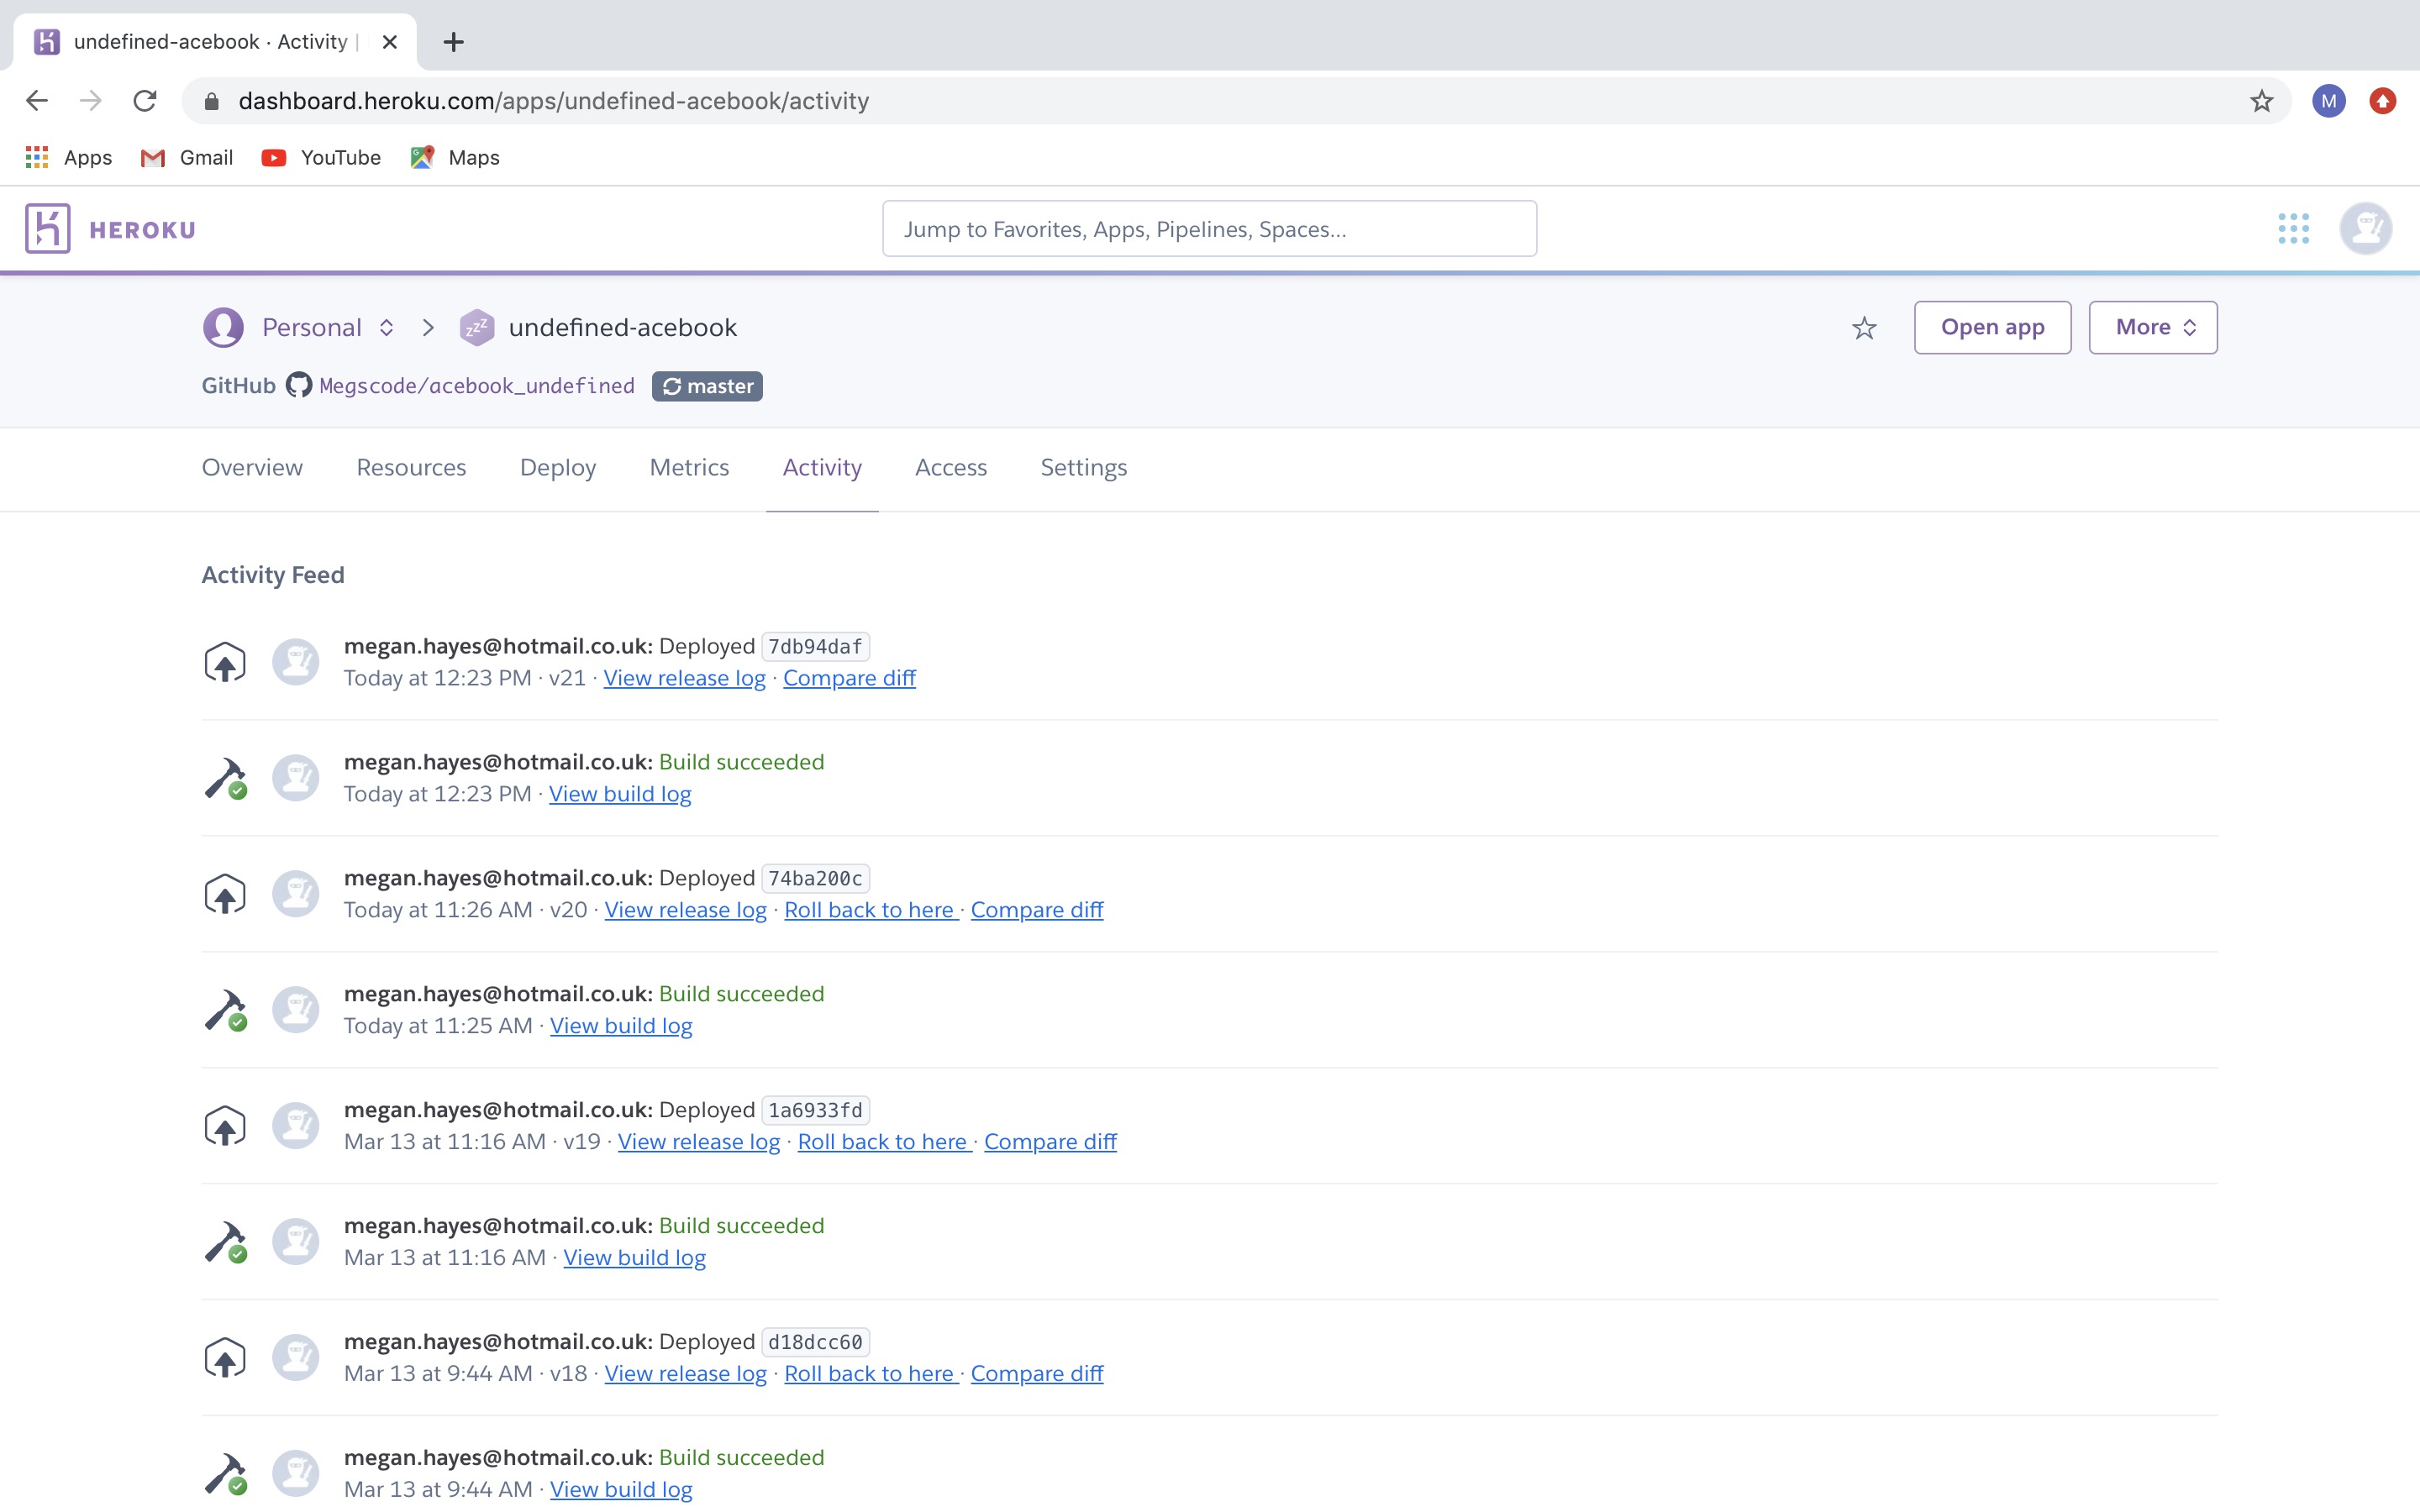 undefined-acebook · Activity |
dashboard.heroku.com/apps/undefined-acebook/activity
M
Apps Gmail YouTube Maps
HEROKU
Jump to Favorites, Apps, Pipelines, Spaces...
Personal undefined-acebook
Open app More
GitHub Megscode/acebook_undefined master
Overview Resources Deploy Metrics Activity Access Settings
Activity Feed
megan.hayes@hotmail.co.uk: Deployed 7db94daf
Today at 12:23 PM · v21 · View release log · Compare diff
megan.hayes@hotmail.co.uk: Build succeeded
Today at 12:23 PM · View build log
megan.hayes@hotmail.co.uk: Deployed 74ba200c
Today at 11:26 AM · v20 · View release log · Roll back to here · Compare diff
megan.hayes@hotmail.co.uk: Build succeeded
Today at 11:25 AM · View build log
megan.hayes@hotmail.co.uk: Deployed 1a6933fd
Mar 13 at 11:16 AM · v19 · View release log · Roll back to here · Compare diff
megan.hayes@hotmail.co.uk: Build succeeded
Mar 13 at 11:16 AM · View build log
megan.hayes@hotmail.co.uk: Deployed d18dcc60
Mar 13 at 9:44 AM · v18 · View release log · Roll back to here · Compare diff
megan.hayes@hotmail.co.uk: Build succeeded
Mar 13 at 9:44 AM · View build log